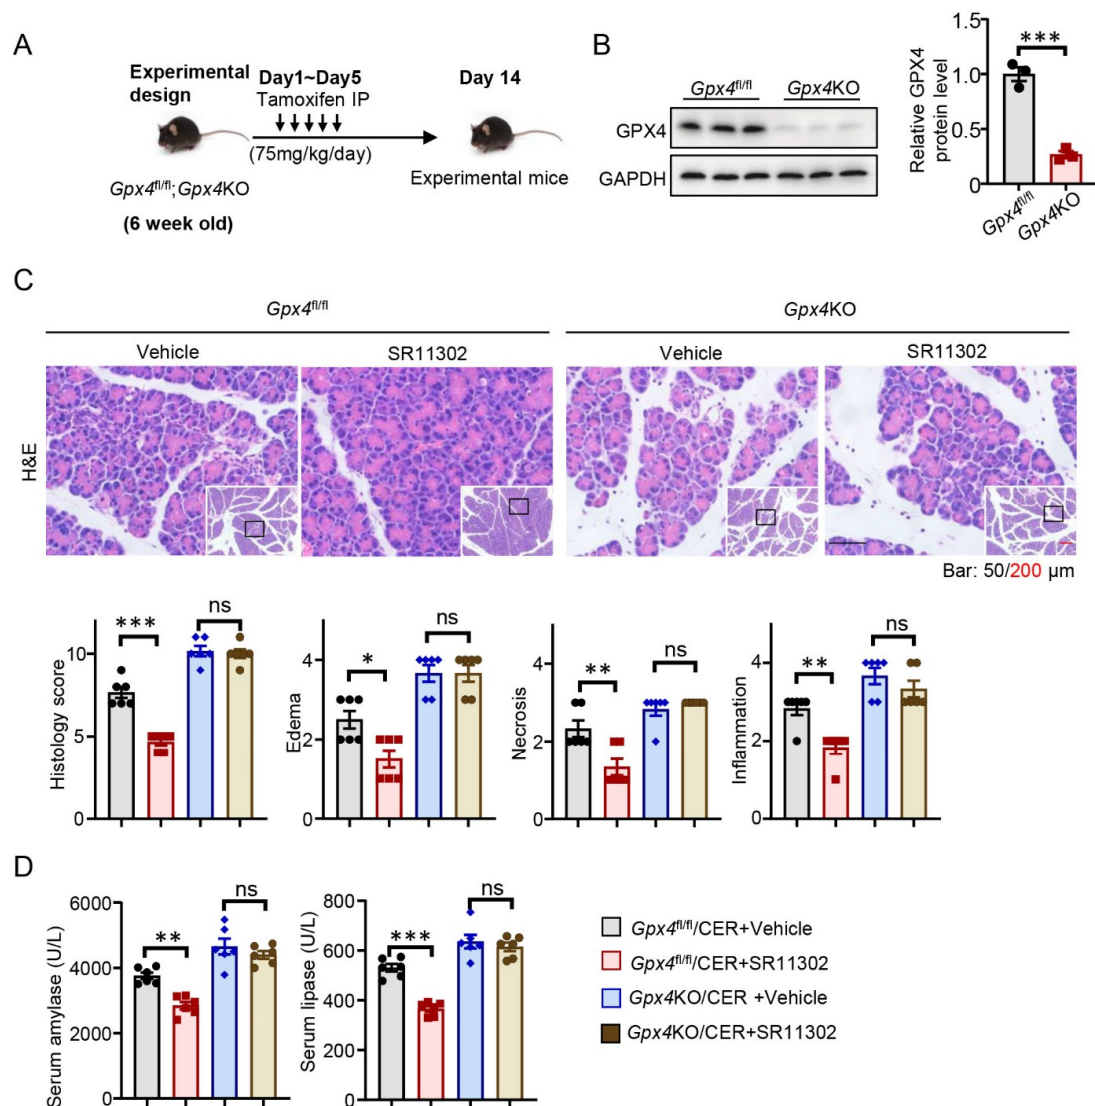 A
Experimental
design
Day1~Day5
Tamoxifen IP
(75mg/kg/day)
Day 14
Gpx4fl/fl;Gpx4KO
(6 week old)
Experimental mice
B
Gpx4fl/fl
Gpx4KO
GPX4
GAPDH
Relative GPX4
protein level
1.5
1.0
0.5
0
***
Gpx4fl/fl
Gpx4KO
C
Gpx4fl/fl
Gpx4KO
Vehicle
SR11302
Vehicle
SR11302
H&E
Bar: 50/200 µm
Histology score
10
5
0
***
ns
Edema
4
2
0
*
ns
Necrosis
4
2
0
**
ns
Inflammation
4
2
0
**
ns
D
Serum amylase (U/L)
6000
4000
2000
0
**
ns
Serum lipase (U/L)
800
600
400
200
0
***
ns
Gpx4fl/fl/CER+Vehicle
Gpx4fl/fl/CER+SR11302
Gpx4KO/CER +Vehicle
Gpx4KO/CER+SR11302